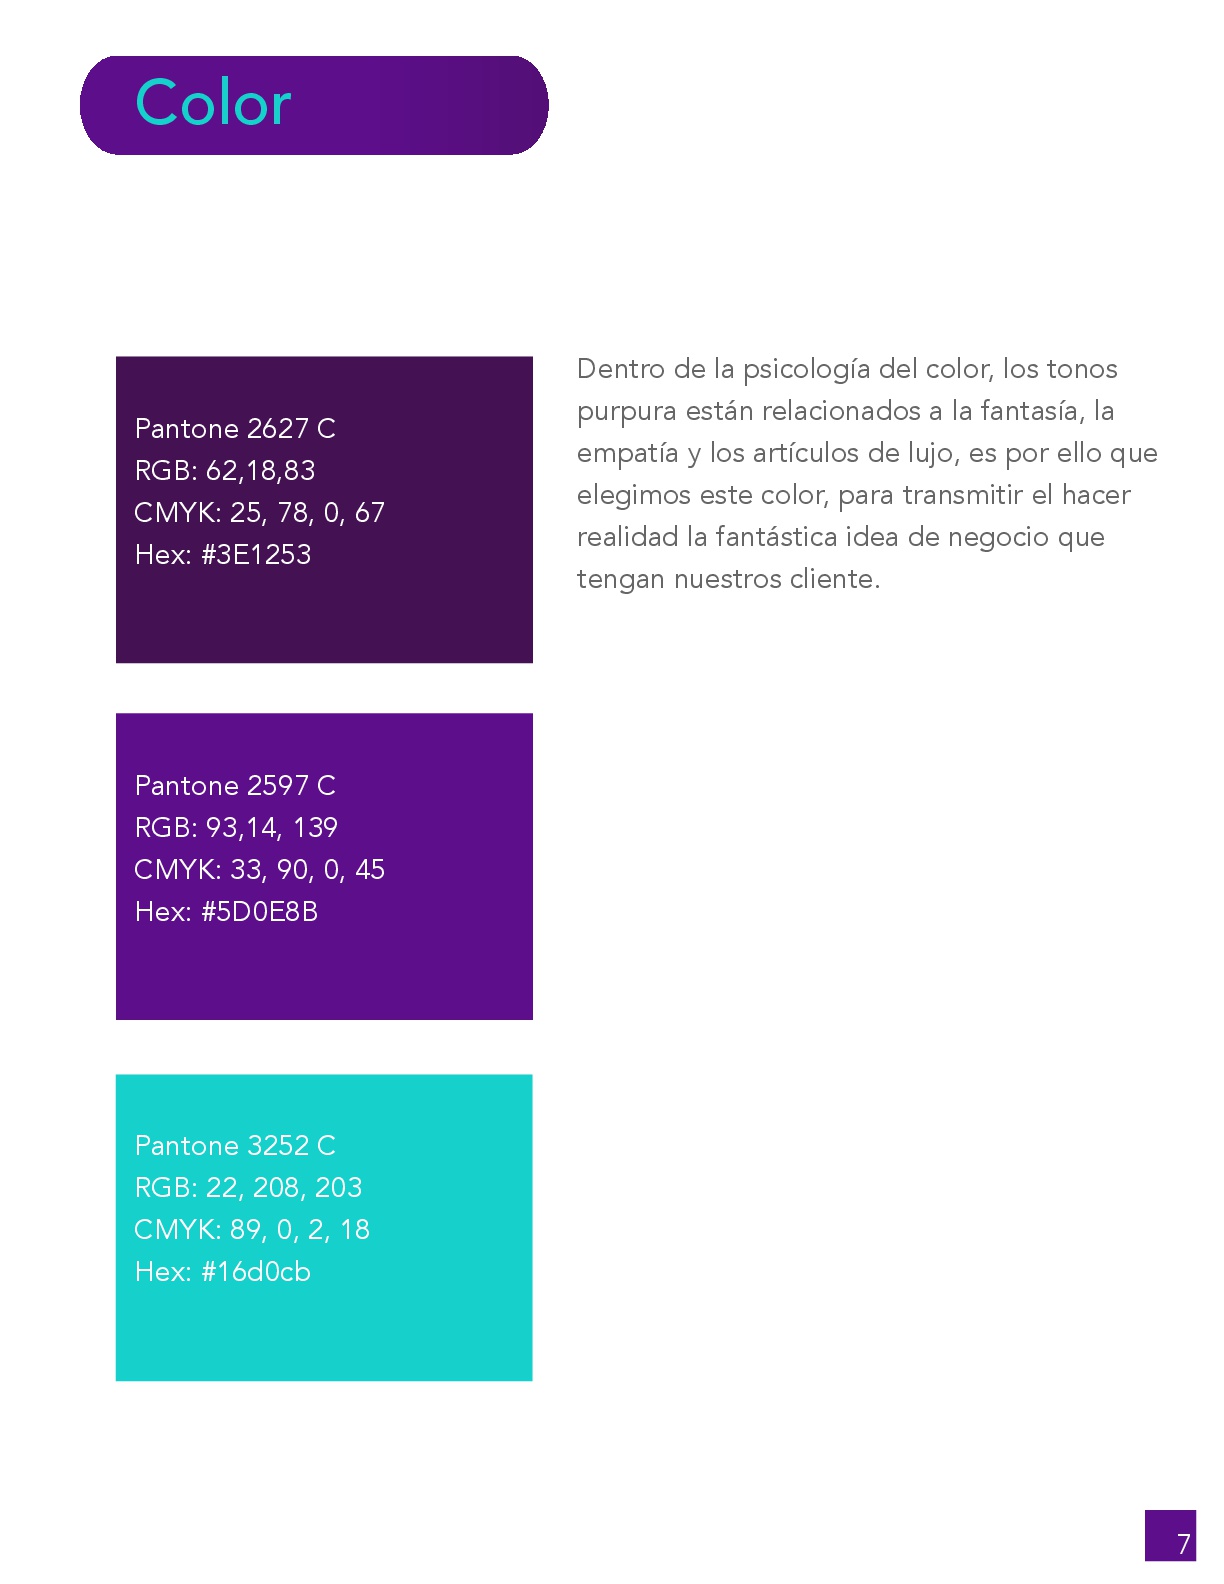 Color
Pantone 2627 C
RGB: 62,18,83
CMYK: 25, 78, 0, 67
Hex: #3E1253
Dentro de la psicología del color, los tonos
purpura están relacionados a la fantasía, la
empatía y los artículos de lujo, es por ello que
elegimos este color, para transmitir el hacer
realidad la fantástica idea de negocio que
tengan nuestros cliente.
Pantone 2597 C
RGB: 93,14, 139
CMYK: 33, 90, 0, 45
Hex: #5D0E8B
Pantone 3252 C
RGB: 22, 208, 203
CMYK: 89, 0, 2, 18
Hex: #16d0cb
7